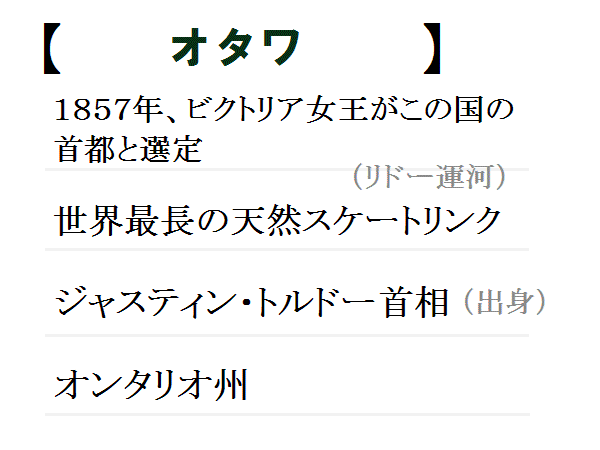 【 オタワ 】
1857年、ビクトリア女王がこの国の
首都と選定
(リドー運河)
世界最長の天然スケートリンク
ジャスティン・トルドー首相 (出身)
オンタリオ州